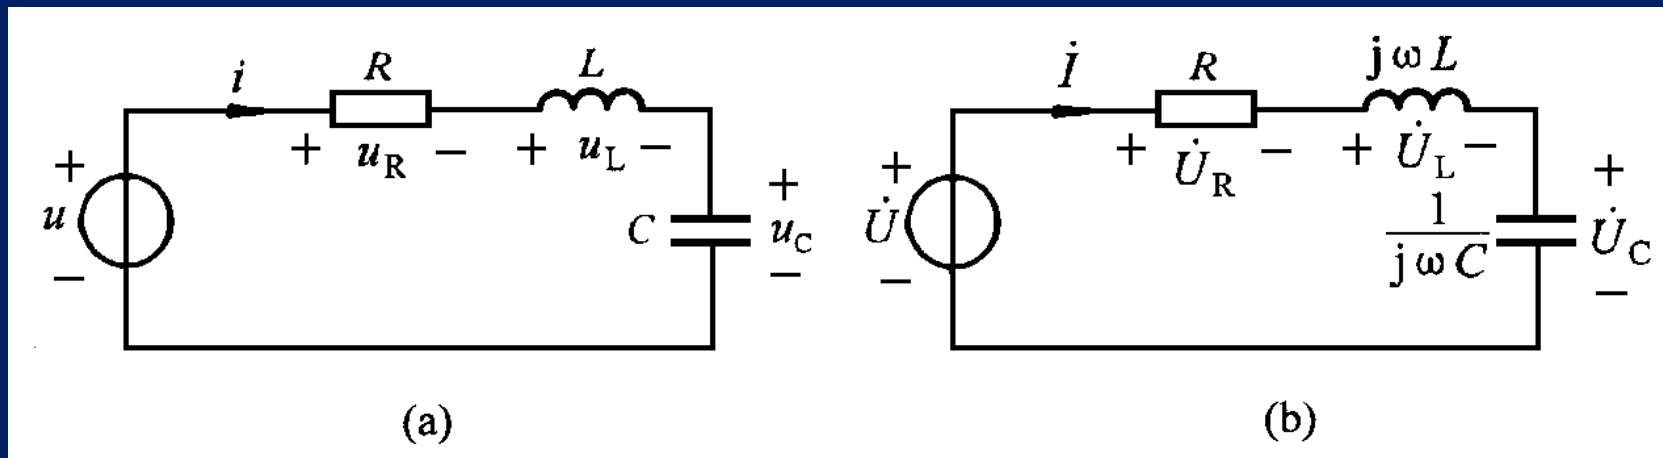 i R L
+ u_R − + u_L −
+ u −
C + u_C −
(a)
İ R jωL
+ U̇_R − + U̇_L −
+ U̇ −
1/jωC + U̇_C −
(b)